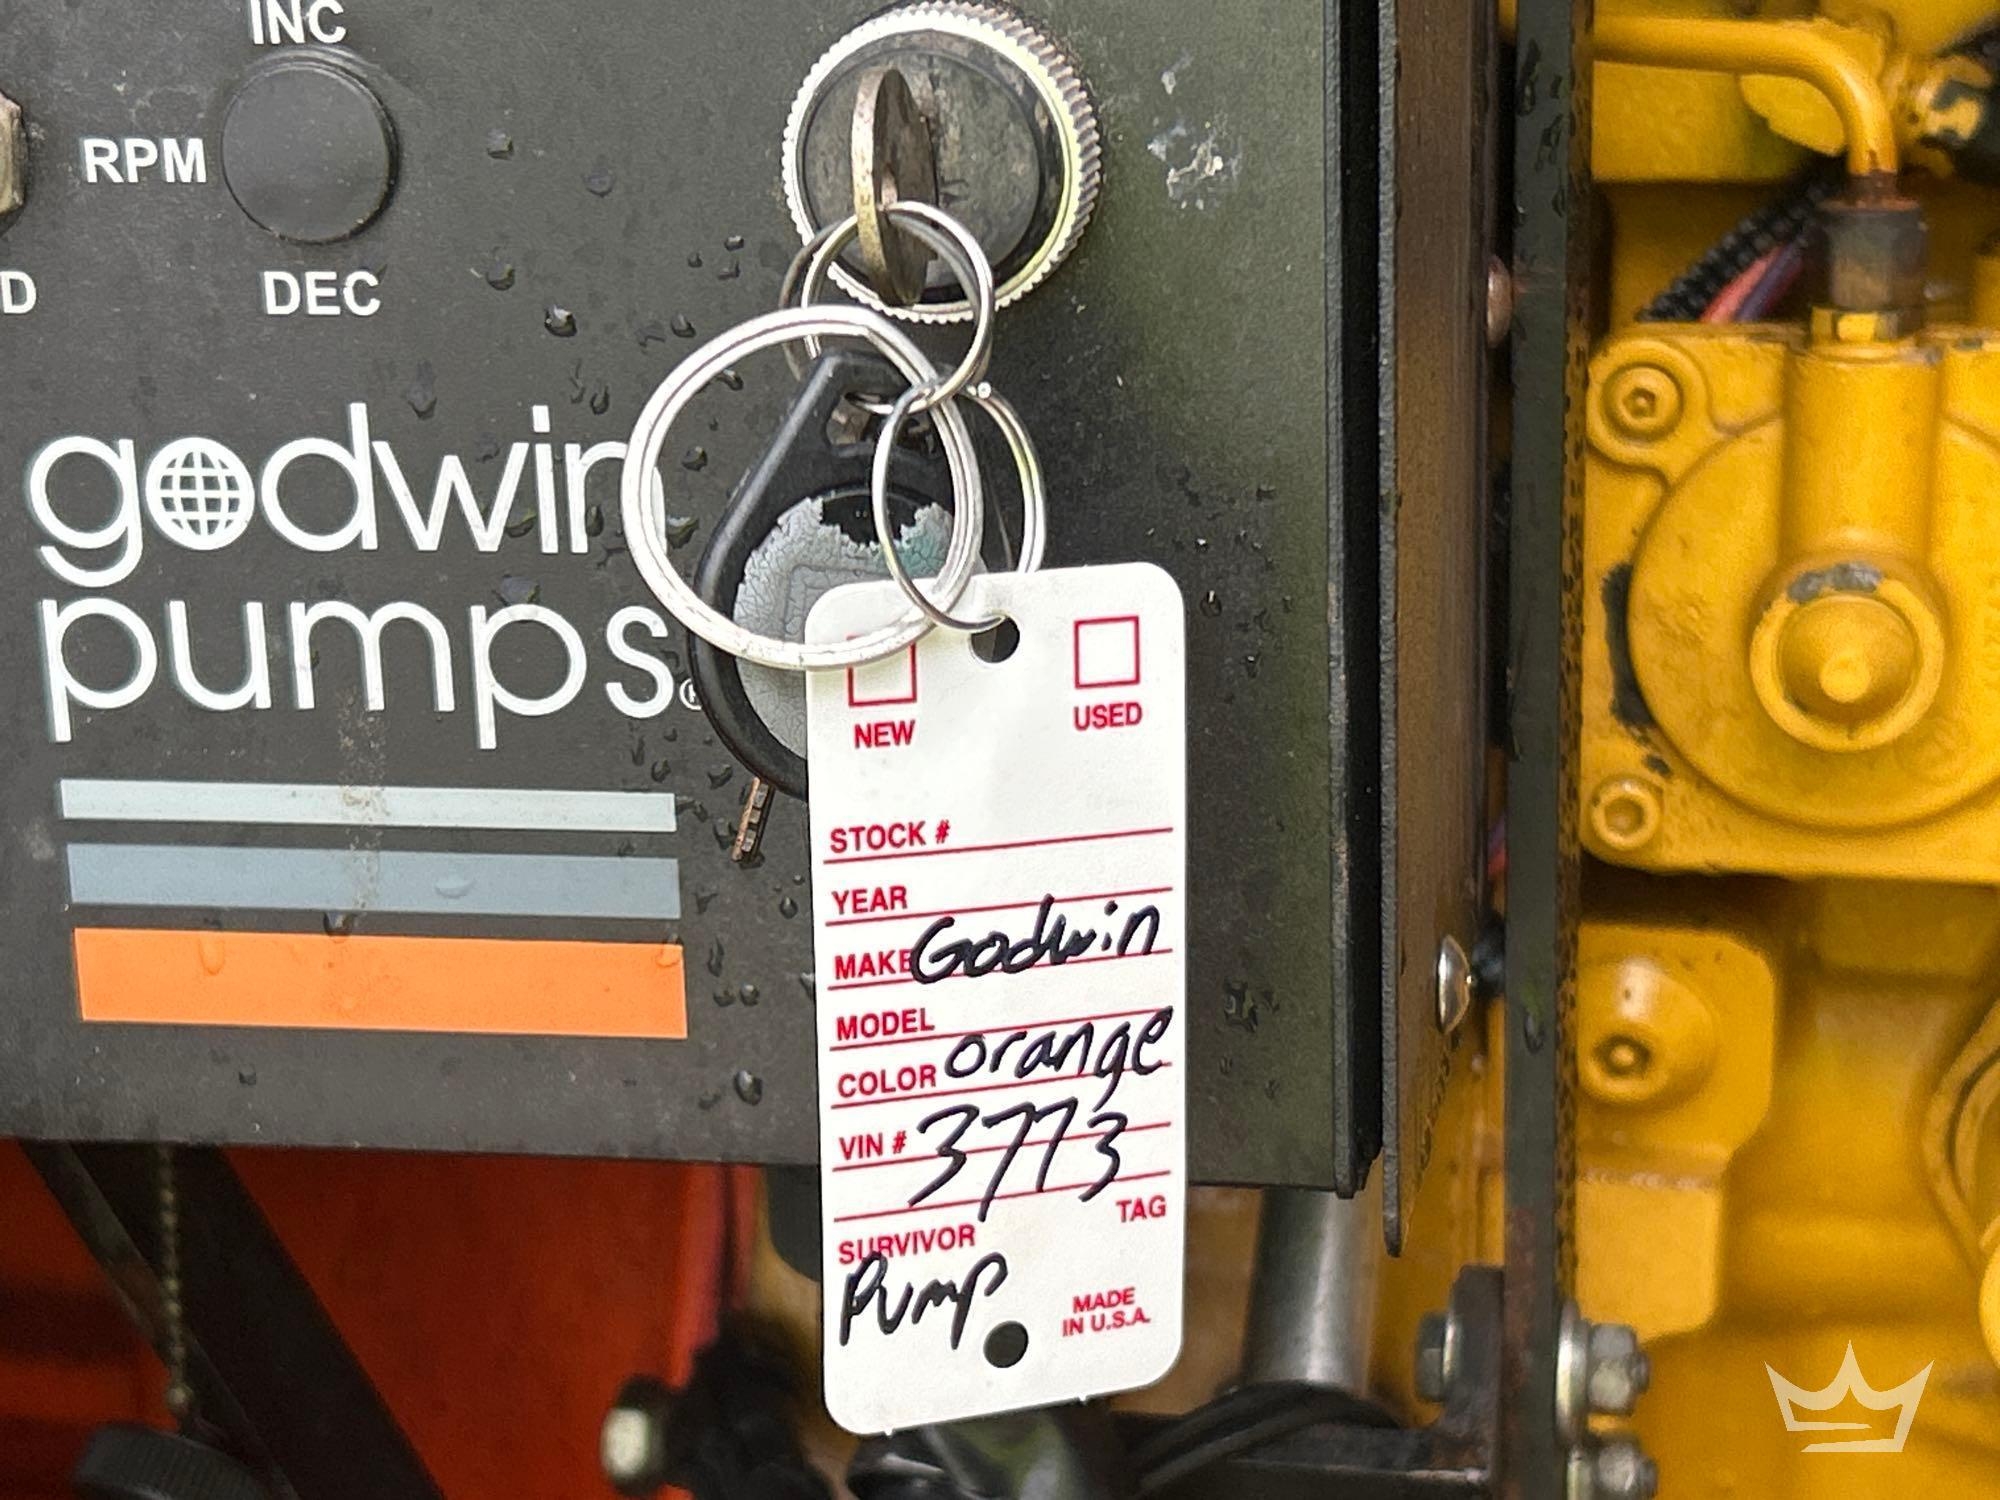 INC
RPM
D
DEC
godwin
pumps®
NEW
USED
STOCK #
YEAR
MAKE Godwin
MODEL
COLOR orange
VIN # 3773
TAG
SURVIVOR
Pump
MADE
IN U.S.A.